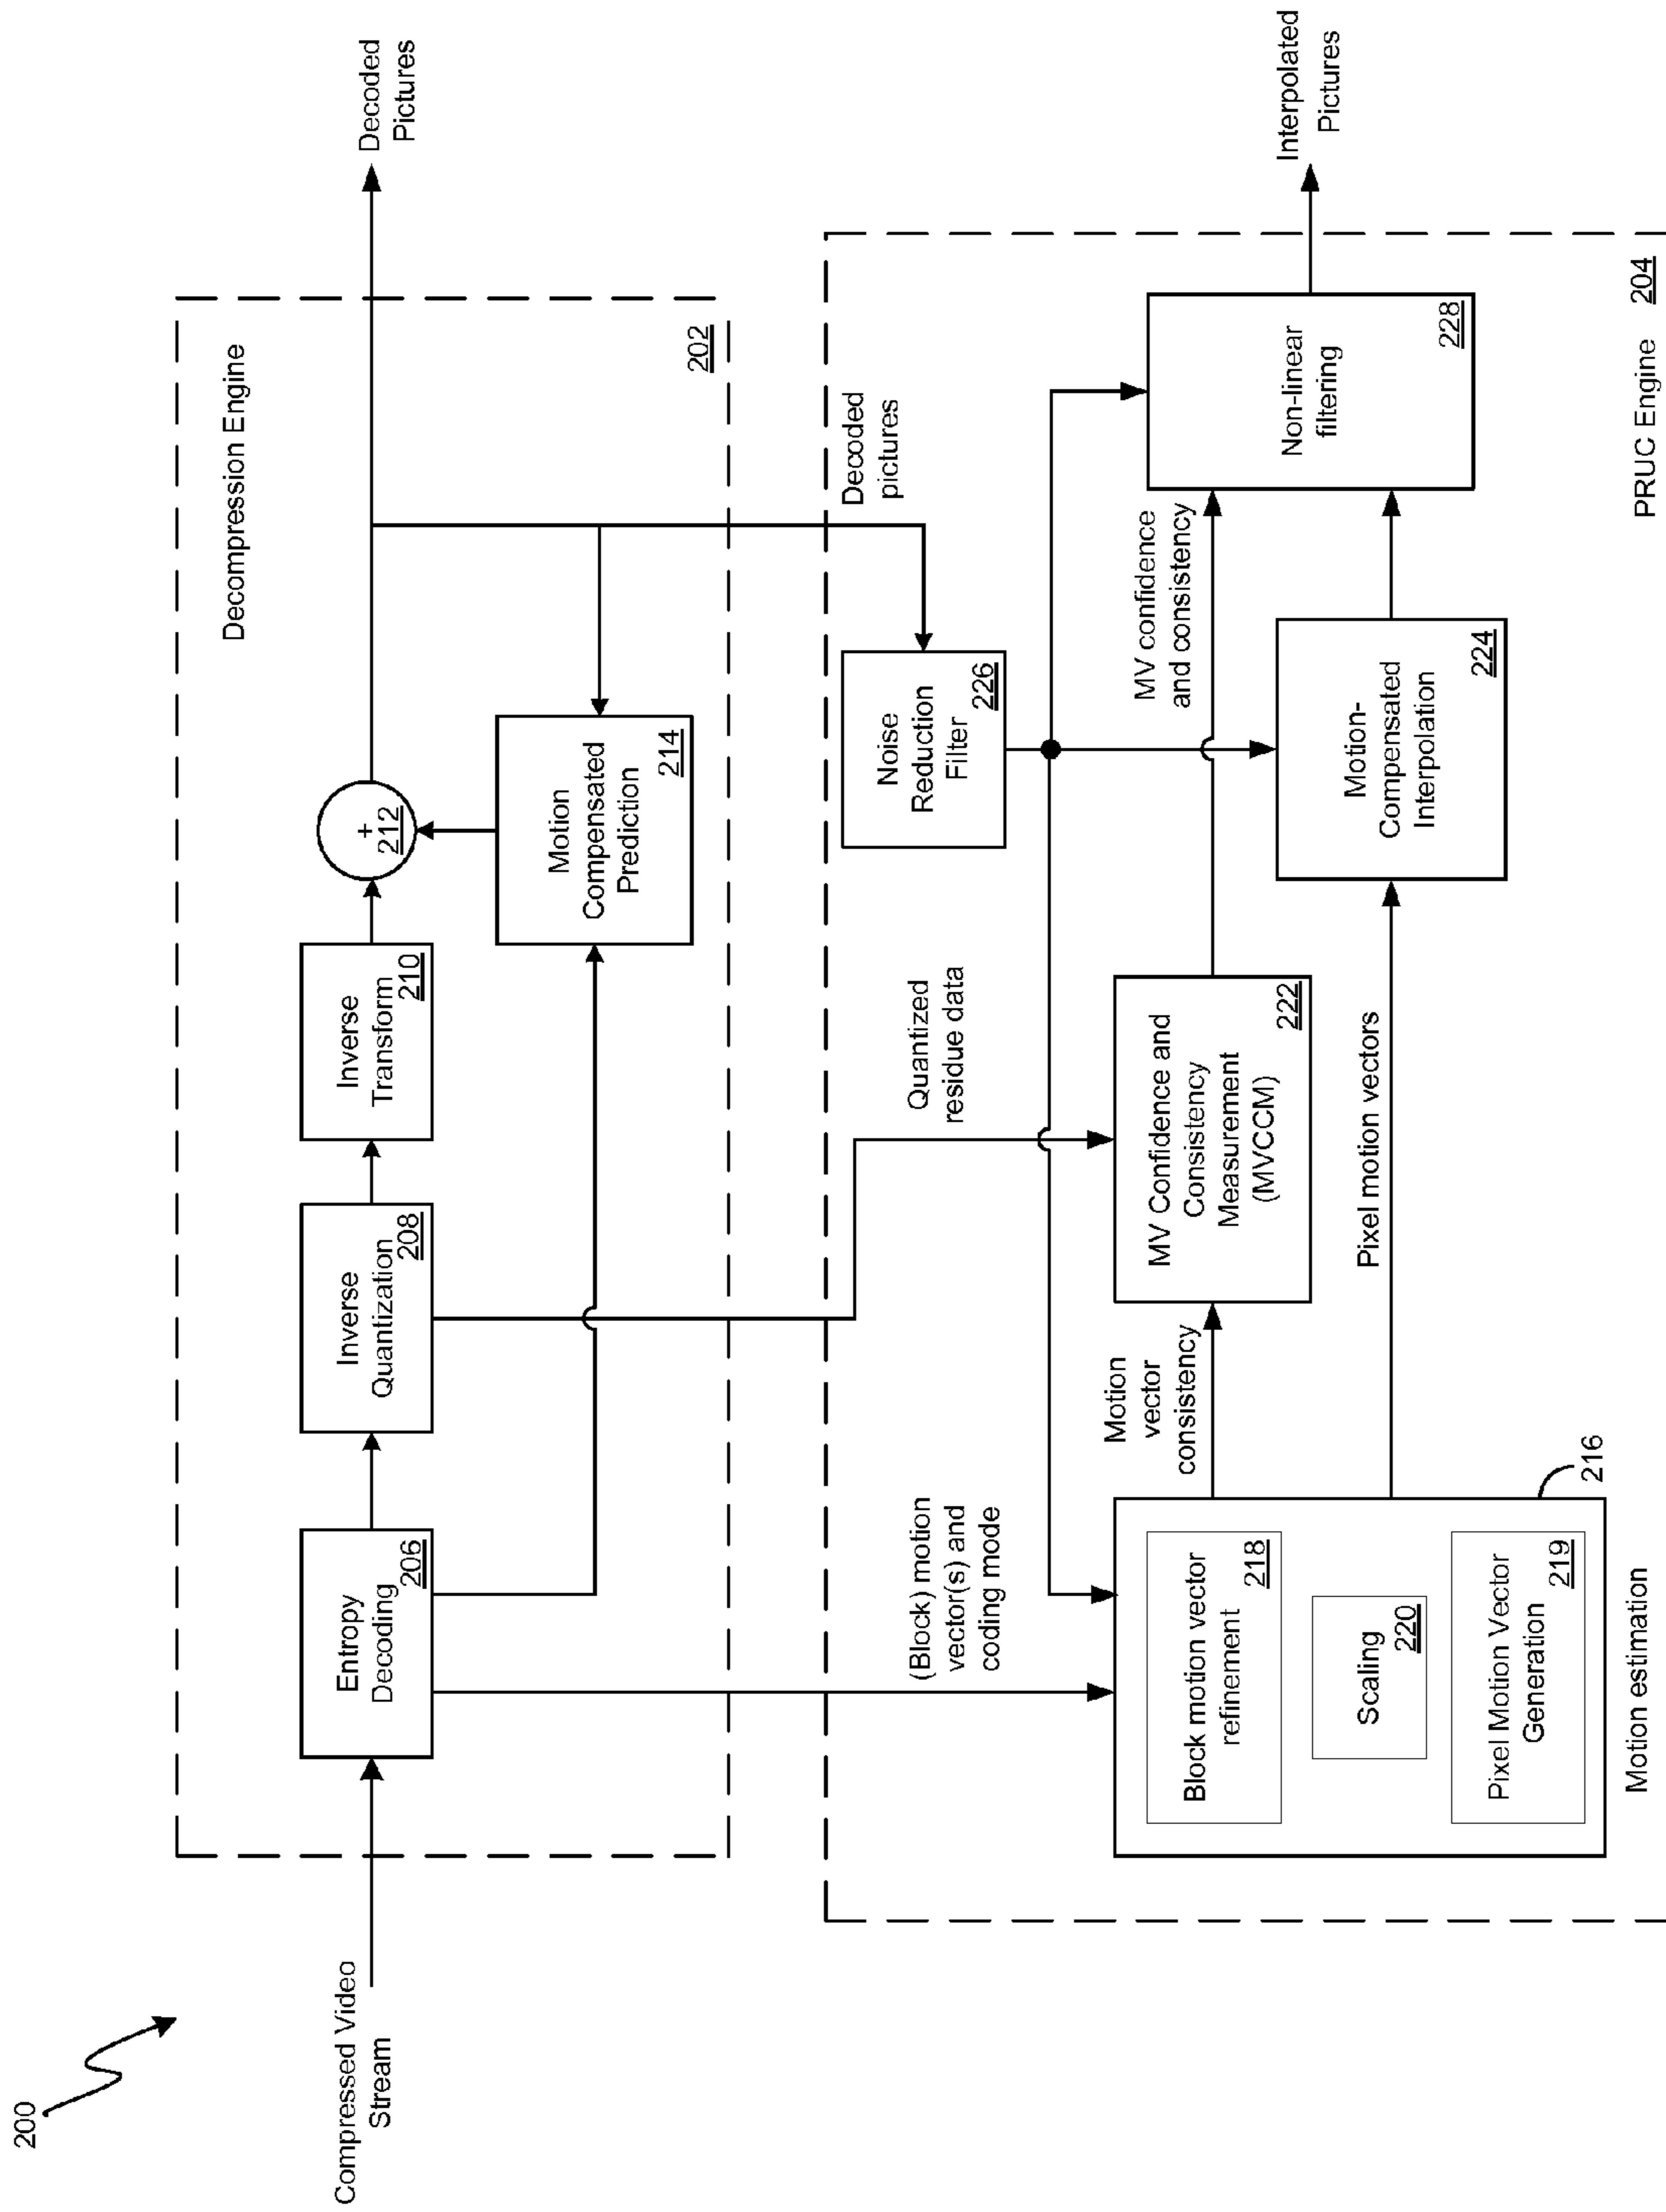 200
Compressed Video
Stream
Decompression Engine
202
Entropy
Decoding
206
Inverse
Quantization
208
Inverse
Transform
210
+
212
Motion
Compensated
Prediction
214
Decoded
Pictures
(Block) motion
vector(s) and
coding mode
Quantized
residue data
Decoded
pictures
Noise
Reduction
Filter
226
Block motion vector
refinement
218
Scaling
220
Pixel Motion Vector
Generation
219
Motion estimation
216
Motion
vector
consistency
MV Confidence and
Consistency
Measurement
(MVCCM)
222
MV confidence
and consistency
Pixel motion vectors
Motion-
Compensated
Interpolation
224
Non-linear
filtering
228
Interpolated
Pictures
PRUC Engine
204